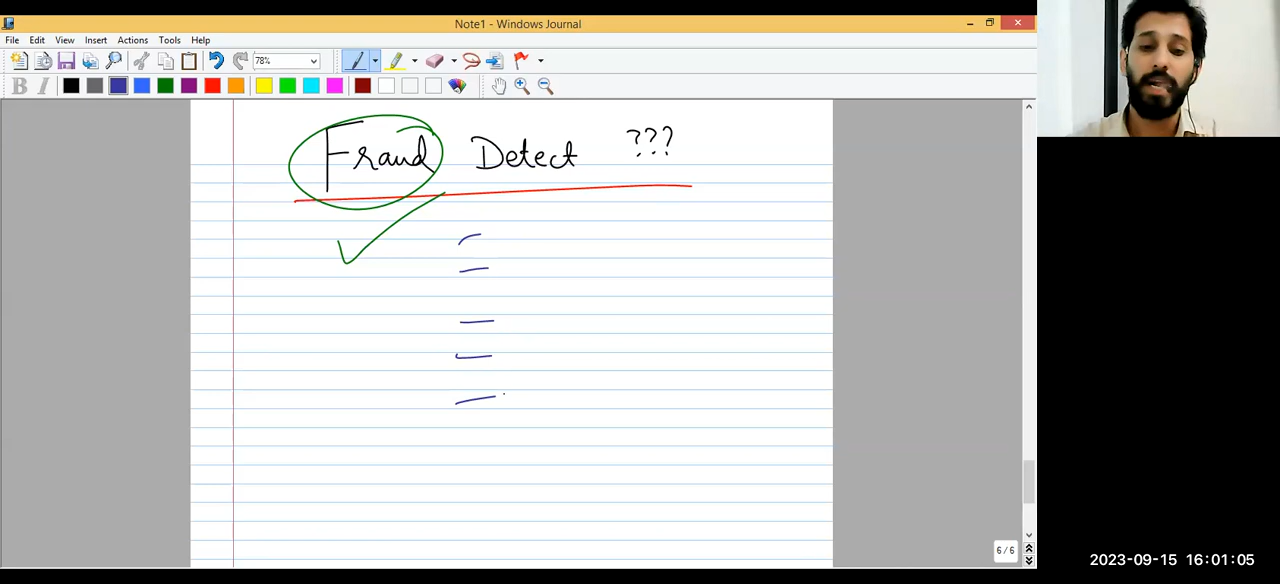 Note1 - Windows Journal
File Edit View Insert Actions Tools Help
78%
B I
Fraud Detect ???
6 / 6
2023-09-15 16:01:05